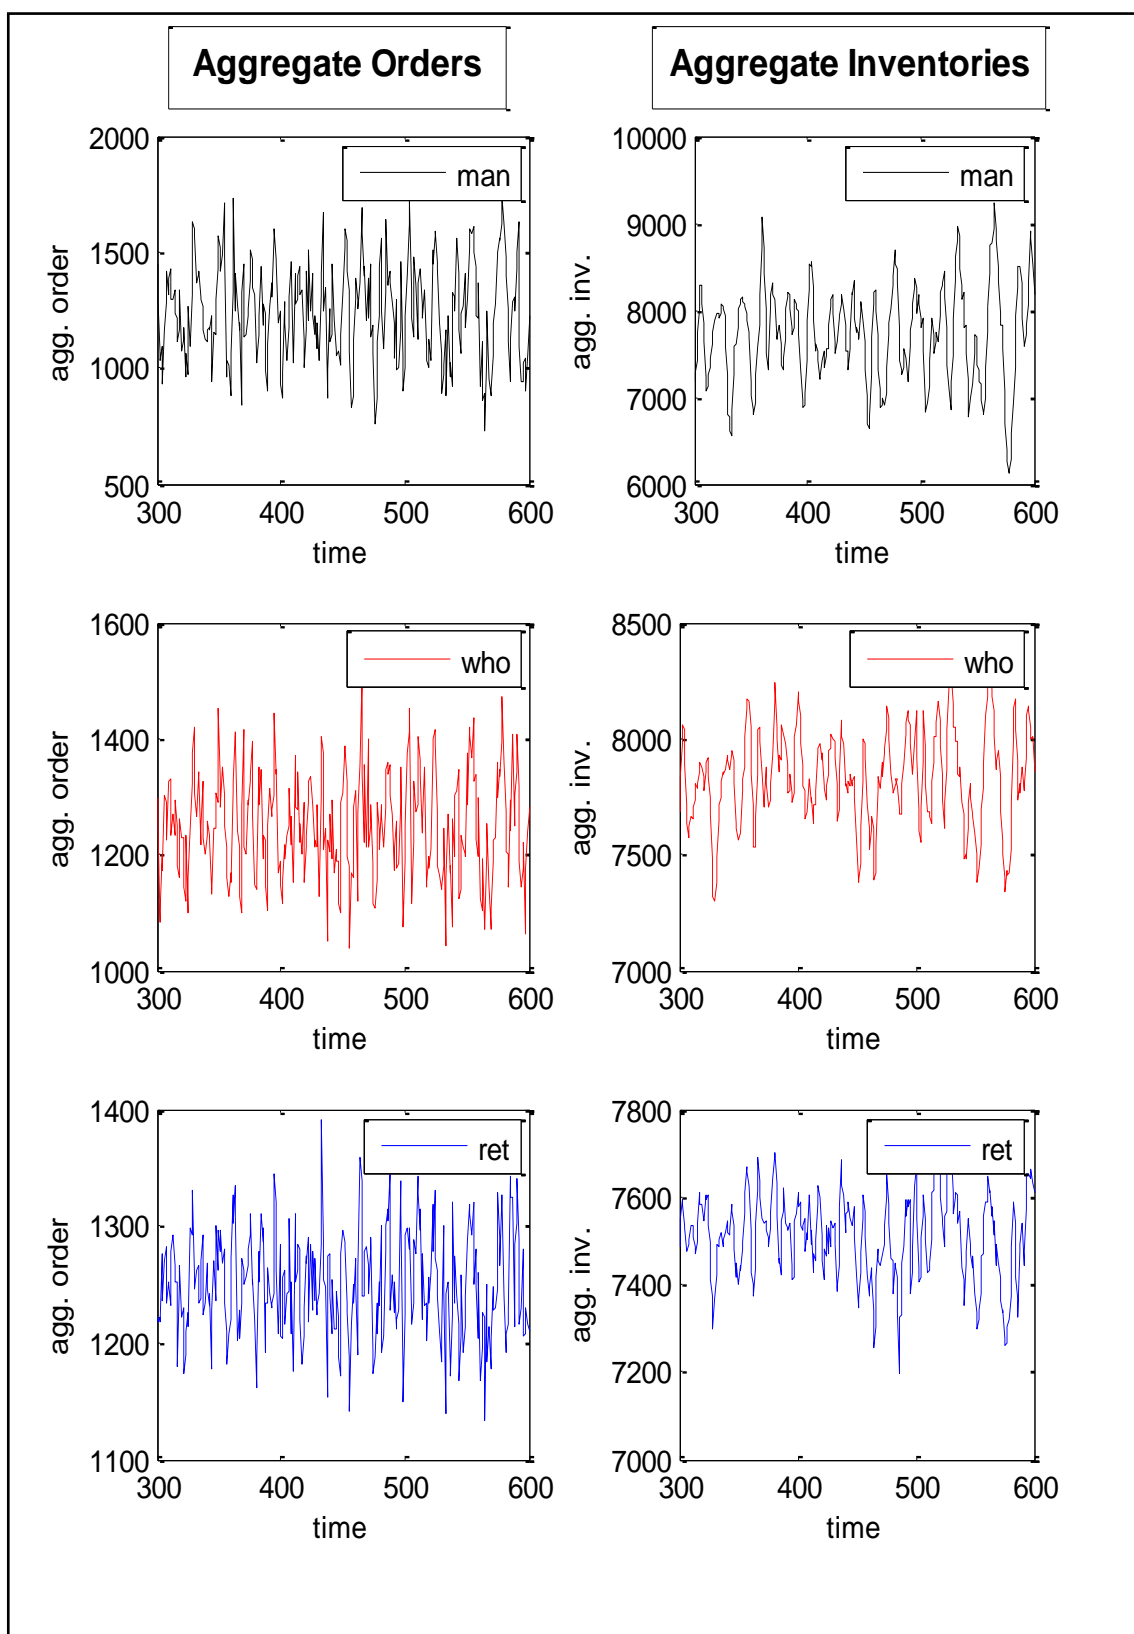 Aggregate Orders
Aggregate Inventories
2000
1500
1000
500
agg. order
man
300 400 500 600
time
10000
9000
8000
7000
6000
agg. inv.
man
300 400 500 600
time
1600
1400
1200
1000
agg. order
who
300 400 500 600
time
8500
8000
7500
7000
agg. inv.
who
300 400 500 600
time
1400
1300
1200
1100
agg. order
ret
300 400 500 600
time
7800
7600
7400
7200
7000
agg. inv.
ret
300 400 500 600
time